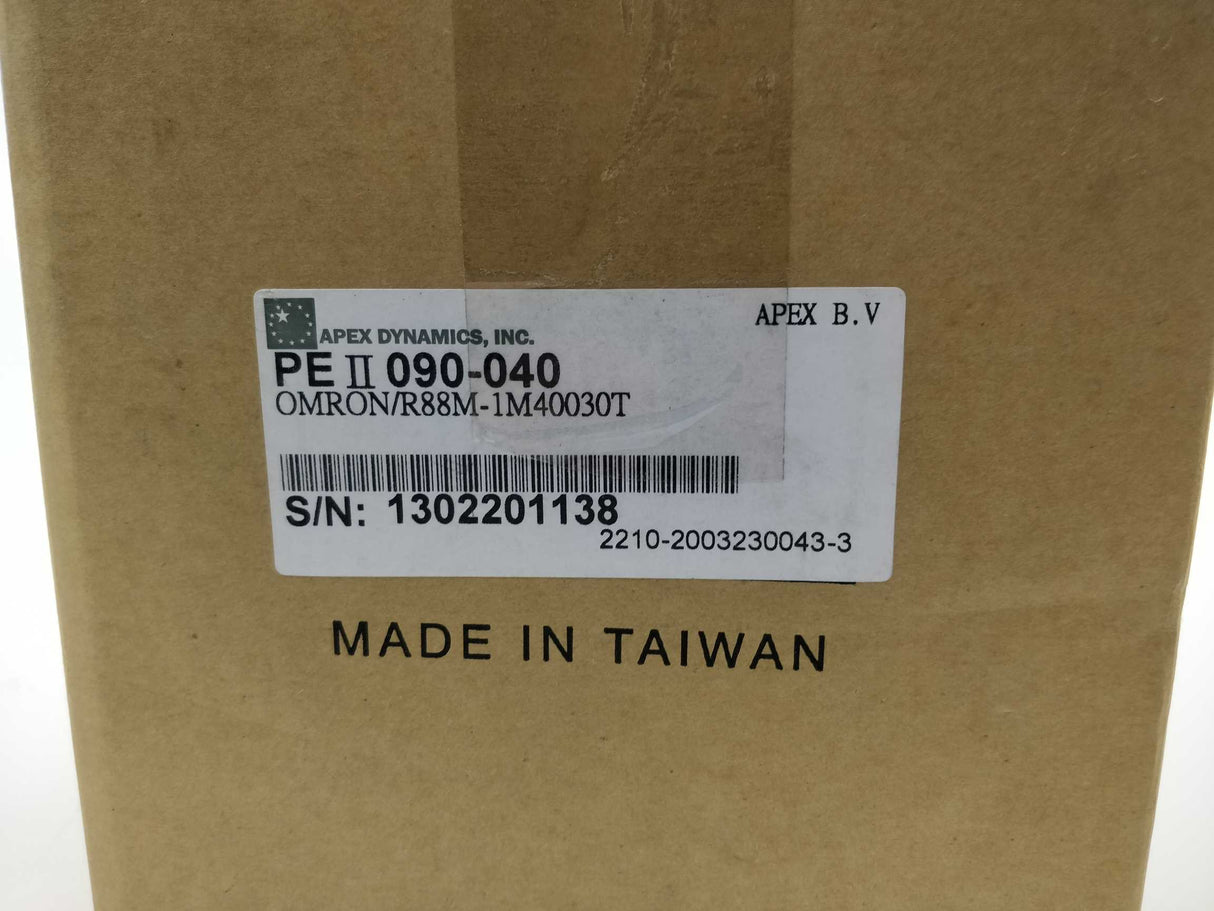 APEX DYNAMICS, INC.
APEX B.V
PE Ⅱ 090-040
OMRON/R88M-1M40030T
S/N: 1302201138
2210-2003230043-3
MADE IN TAIWAN